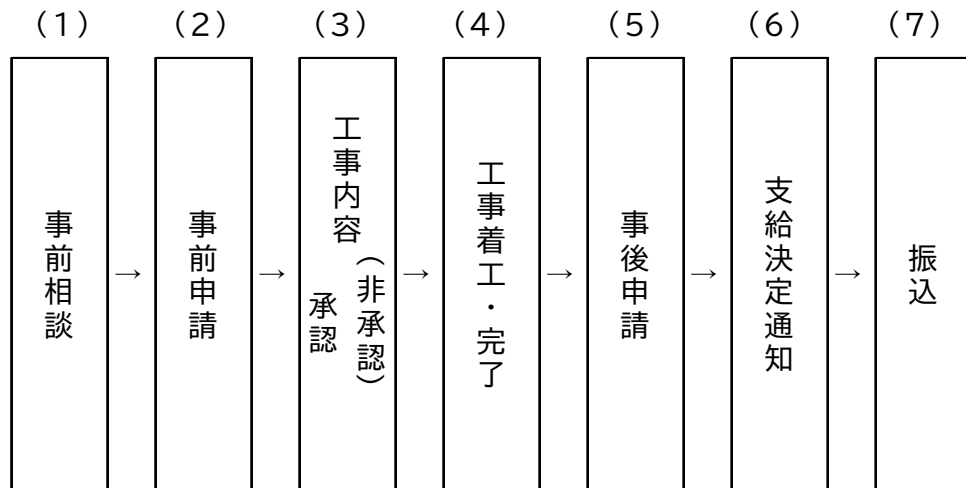 (1)
(2)
(3)
(4)
(5)
(6)
(7)
事前相談
→
事前申請
→
工事内容
(非承認)
承認
→
工事着工・完了
→
事後申請
→
支給決定通知
→
振込